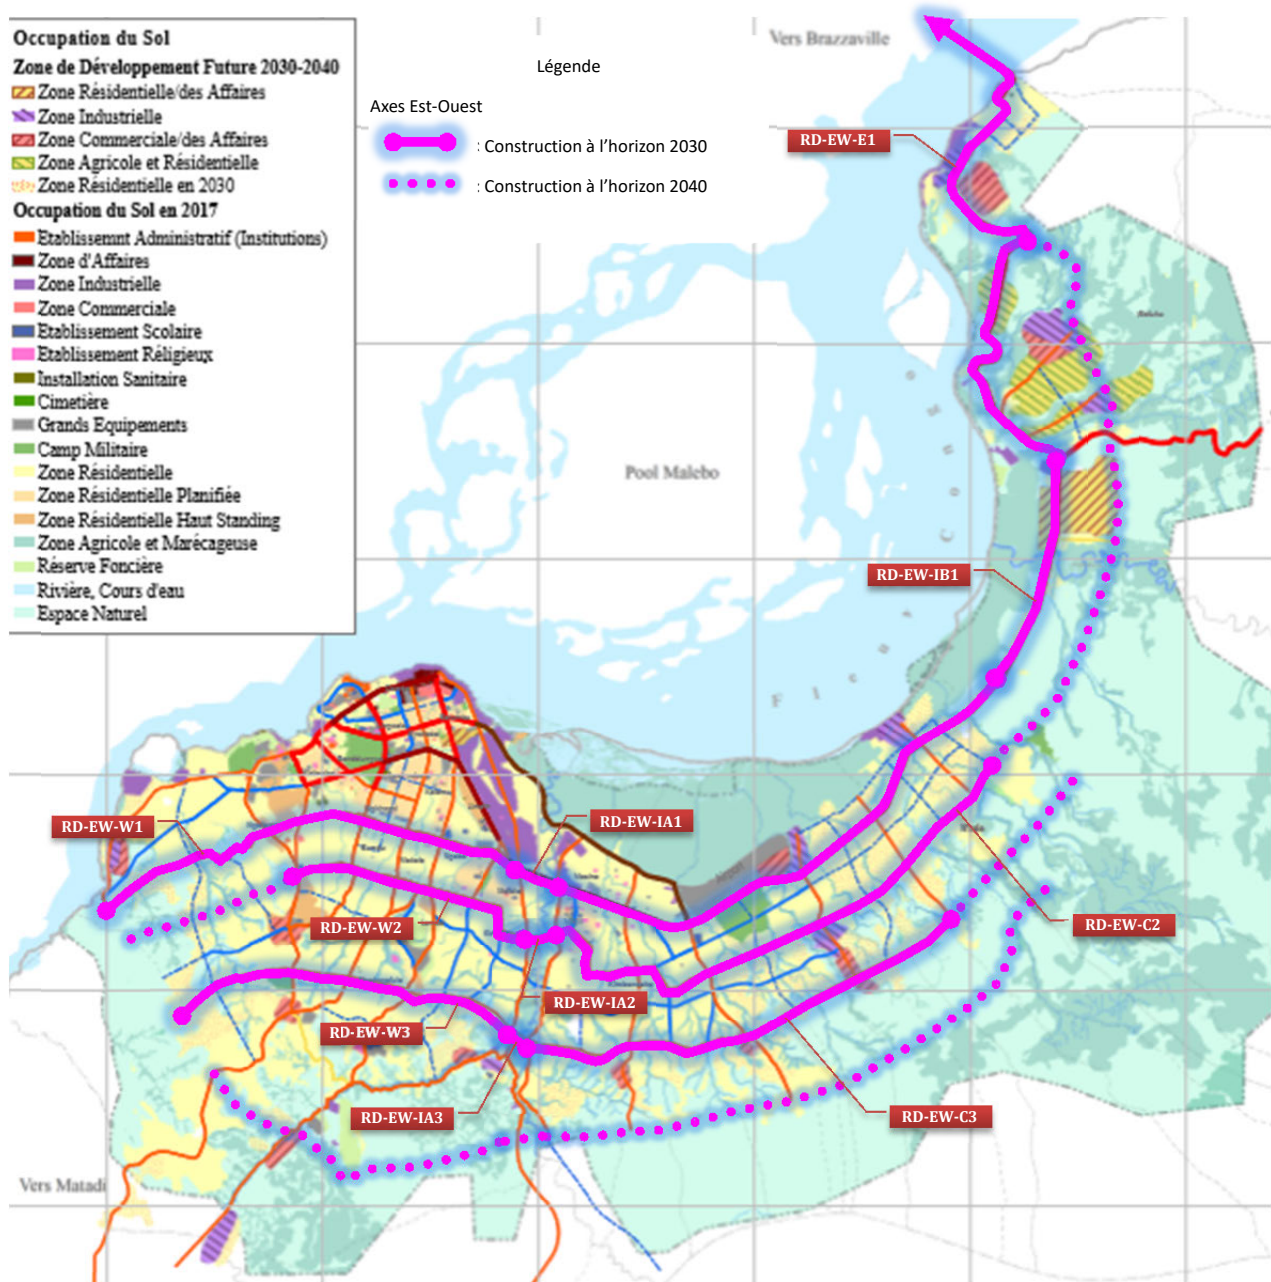 Occupation du Sol
Zone de Développement Future 2030-2040
Zone Résidentielle/des Affaires
Zone Industrielle
Zone Commerciale/des Affaires
Zone Agricole et Résidentielle
Zone Résidentielle en 2030
Occupation du Sol en 2017
Etablissemnt Administratif (Institutions)
Zone d'Affaires
Zone Industrielle
Zone Commerciale
Etablissement Scolaire
Etablissement Réligieux
Installation Sanitaire
Cimetière
Grands Equipements
Camp Militaire
Zone Résidentielle
Zone Résidentielle Planifiée
Zone Résidentielle Haut Standing
Zone Agricole et Marécageuse
Réserve Foncière
Rivière, Cours d'eau
Espace Naturel
Légende
Axes Est-Ouest
: Construction à l'horizon 2030
: Construction à l'horizon 2040
Vers Brazzaville
RD-EW-E1
Pool Malebo
Fleuve Congo
RD-EW-IB1
RD-EW-W1
RD-EW-IA1
RD-EW-W2
RD-EW-C2
RD-EW-IA2
RD-EW-W3
RD-EW-IA3
RD-EW-C3
Vers Matadi